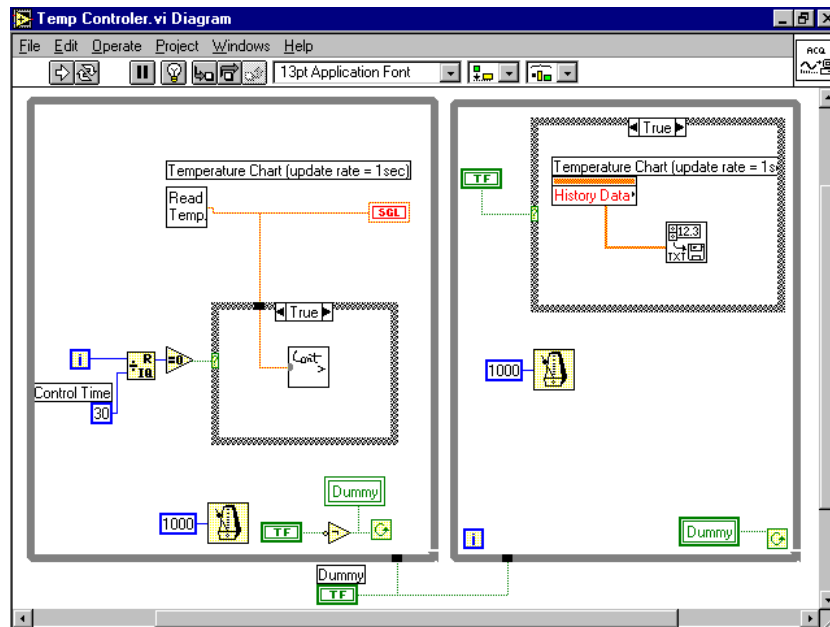 Temp Controler.vi Diagram
File Edit Operate Project Windows Help
13pt Application Font
ACQ
Temperature Chart (update rate = 1sec)
Read
Temp.
SGL
True
Cont
>
i
R
IQ
=0
Control Time
30
1000
TF
Dummy
Dummy
TF
True
TF
Temperature Chart (update rate = 1s
History Data
12.3
TXT
?
?
1000
i
Dummy